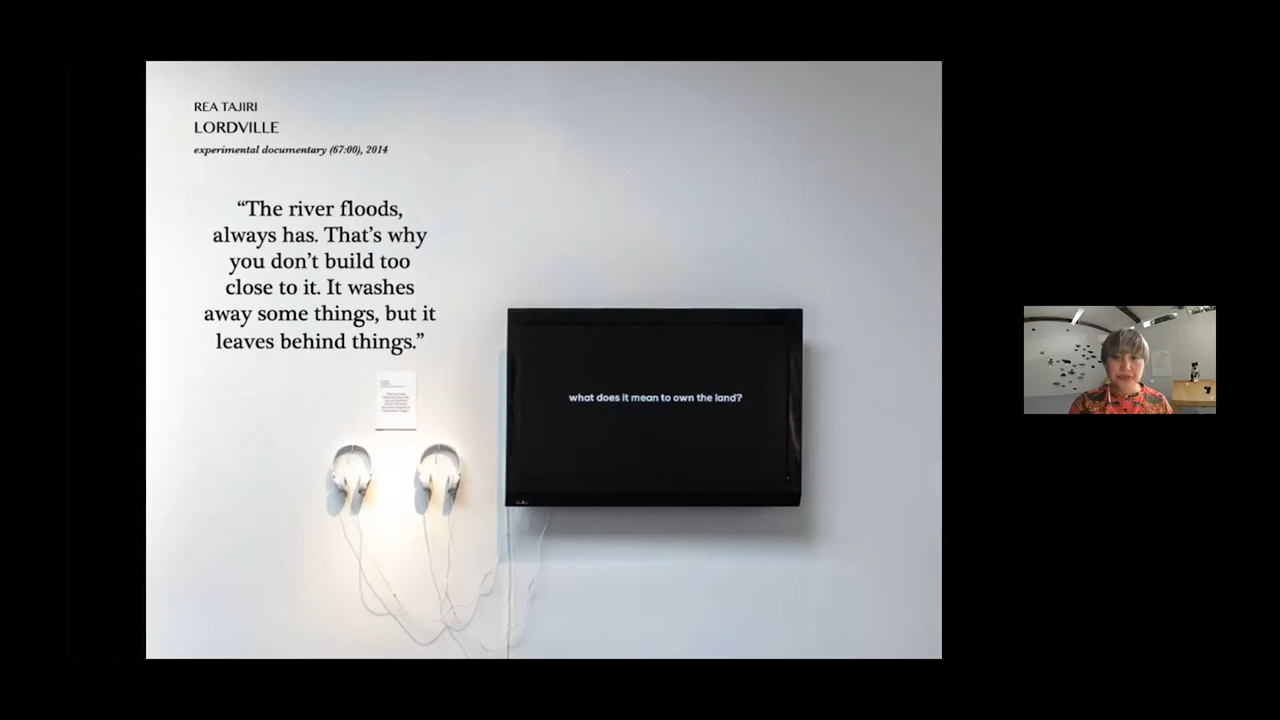 REA TAJIRI
LORDVILLE
experimental documentary (67:00), 2014
“The river floods,
always has. That’s why
you don’t build too
close to it. It washes
away some things, but it
leaves behind things.”
what does it mean to own the land?